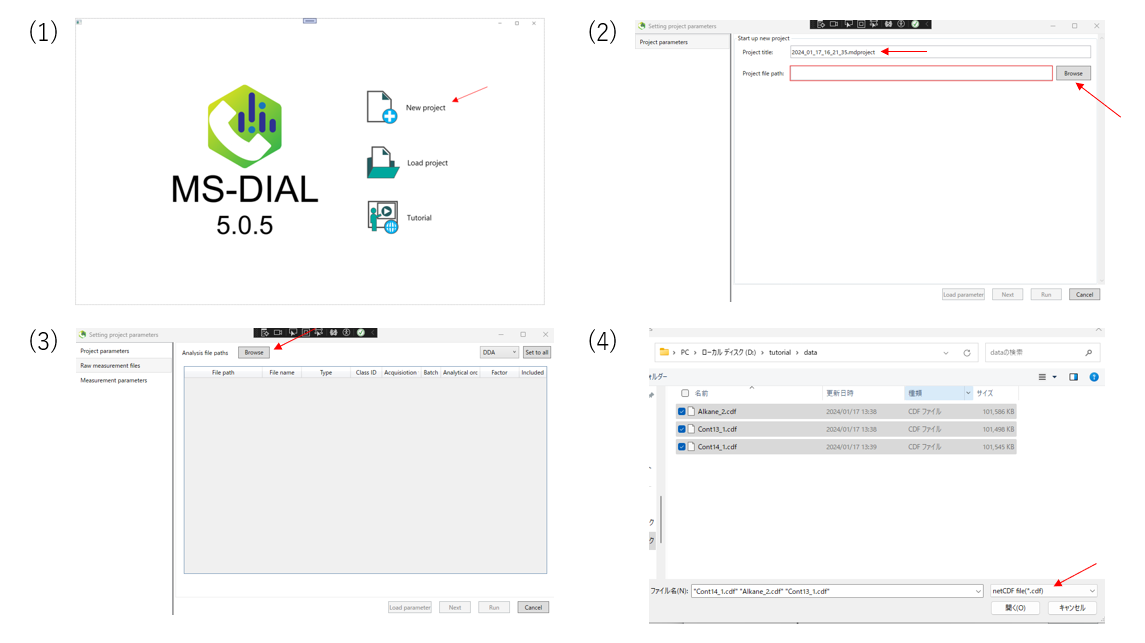 (1)
New project
Load project
Tutorial
MS-DIAL
5.0.5
(2)
Setting project parameters
Project parameters
Start up new project
Project title:
2024_01_17_16_21_35.mdproject
Project file path:
Browse
Load parameter
Next
Run
Cancel
(3)
Setting project parameters
Project parameters
Raw measurement files
Measurement parameters
Analysis file paths
Browse
DDA
Set to all
File path
File name
Type
Class ID
Acquisiotion
Batch
Analytical orc
Factor
Included
Load parameter
Next
Run
Cancel
(4)
PC
ローカル ディスク (D:)
tutorial
data
dataの検索
ォルダー
名前
更新日時
種類
サイズ
Alkane_2.cdf
2024/01/17 13:38
CDF ファイル
101,586 KB
Cont13_1.cdf
2024/01/17 13:38
CDF ファイル
101,498 KB
Cont14_1.cdf
2024/01/17 13:39
CDF ファイル
101,545 KB
ク
ク
ファイル名(N):
"Cont14_1.cdf" "Alkane_2.cdf" "Cont13_1.cdf"
netCDF file(*.cdf)
開く(O)
キャンセル